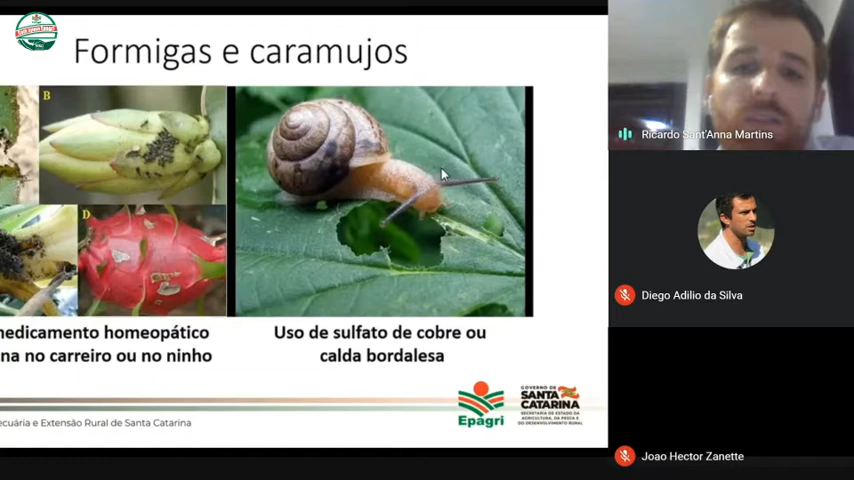 Formigas e caramujos
B
D
medicamento homeopático
na no carreiro ou no ninho
Uso de sulfato de cobre ou
calda bordalesa
ecuária e Extensão Rural de Santa Catarina
Epagri
GOVERNO DE
SANTA
CATARINA
SECRETARIA DE ESTADO DA
AGRICULTURA, DA PESCA E
DO DESENVOLVIMENTO RURAL
Ricardo Sant'Anna Martins
Diego Adilio da Silva
Joao Hector Zanette